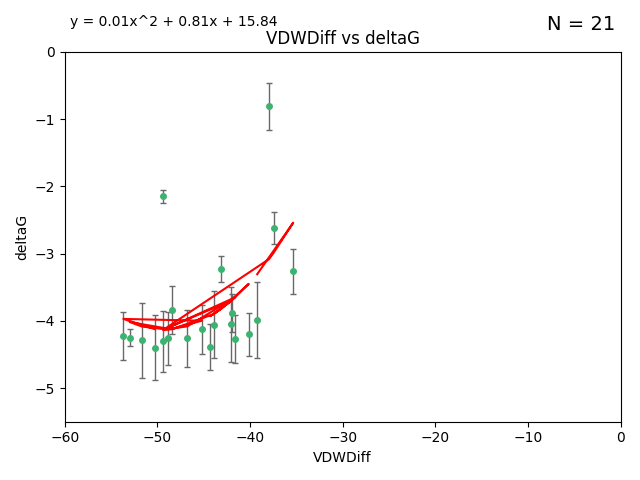 y = 0.01x^2 + 0.81x + 15.84
N = 21
VDWDiff vs deltaG
0
−1
−2
−3
−4
−5
deltaG
−60 −50 −40 −30 −20 −10 0
VDWDiff